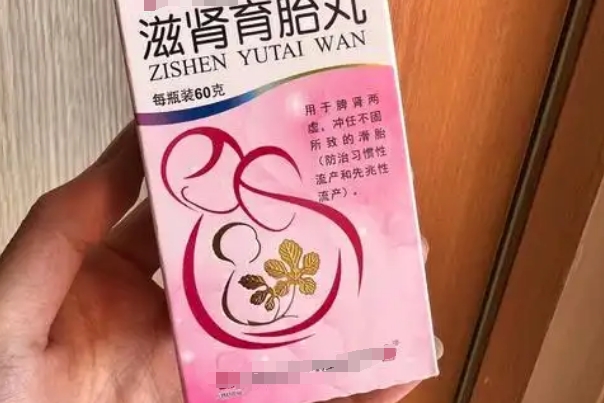 滋肾育胎丸
ZISHEN YUTAI WAN
每瓶装60克
用于脾肾两
虚，冲任不固
所致的滑胎
（防治习惯性
流产和先兆性
流产）。